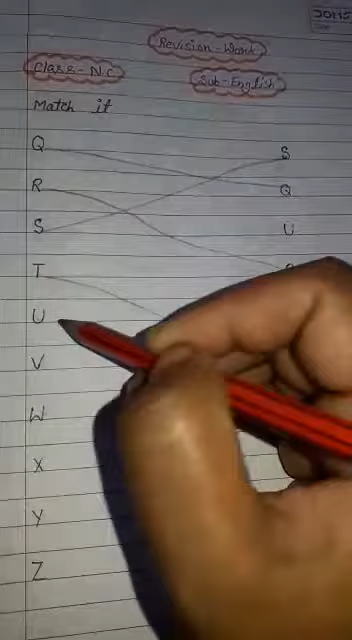 Revision-Work
Class-N.C
Sub-English
Match it
Q
S
R
Q
S
U
T
U
V
W
X
Y
Z